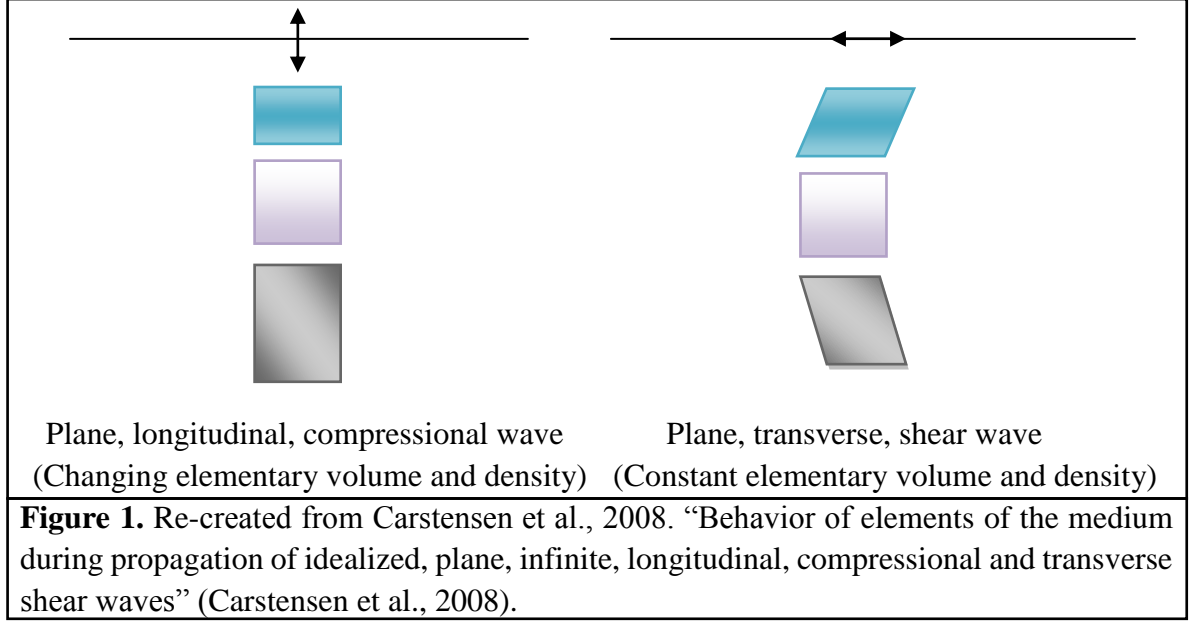 Plane, longitudinal, compressional wave
(Changing elementary volume and density)
Plane, transverse, shear wave
(Constant elementary volume and density)
Figure 1. Re-created from Carstensen et al., 2008. “Behavior of elements of the medium
during propagation of idealized, plane, infinite, longitudinal, compressional and transverse
shear waves” (Carstensen et al., 2008).